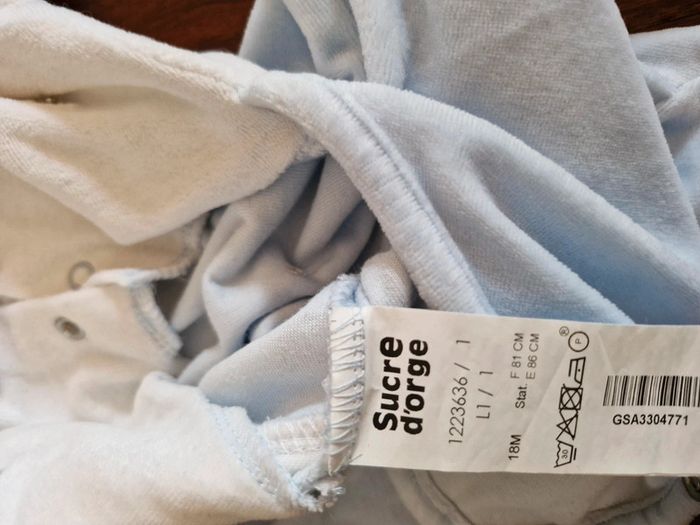 Sucre
d'orge
1223636 / 1
L1 / 1
18M
F 81 CM
Stat. E 86 CM
®
30
P
GSA3304771